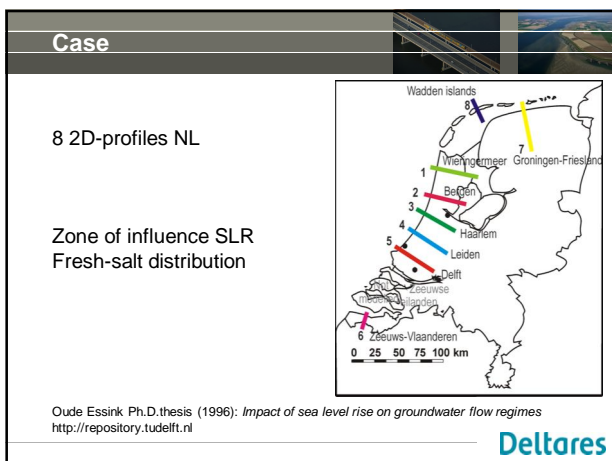 Case
8 2D-profiles NL
Zone of influence SLR
Fresh-salt distribution
Wadden islands
8
7
Groningen-Friesland
Wieringermeer
1
2
Bergen
3
Haarlem
4
Leiden
5
Delft
Zeeuwse
eilanden
6
Zeeuws-Vlaanderen
0 25 50 75 100 km
Oude Essink Ph.D.thesis (1996): Impact of sea level rise on groundwater flow regimes
http://repository.tudelft.nl
Deltares